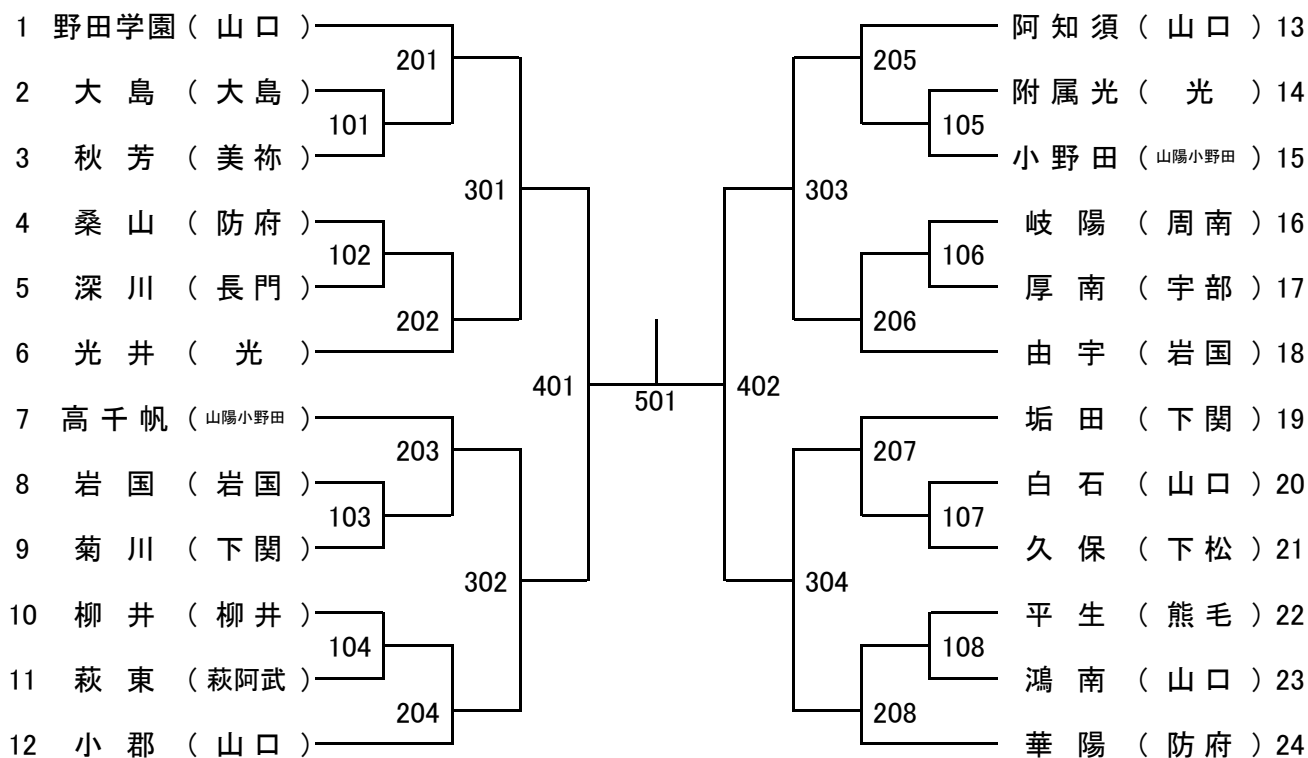 1 野田学園 ( 山口 )
2 大島 ( 大島 )
3 秋芳 ( 美祢 )
4 桑山 ( 防府 )
5 深川 ( 長門 )
6 光井 ( 光 )
7 高千帆 ( 山陽小野田 )
8 岩国 ( 岩国 )
9 菊川 ( 下関 )
10 柳井 ( 柳井 )
11 萩東 ( 萩阿武 )
12 小郡 ( 山口 )
101
102
103
104
201
202
203
204
301
302
401
501
402
303
304
205
206
207
208
105
106
107
108
阿知須 ( 山口 ) 13
附属光 ( 光 ) 14
小野田 ( 山陽小野田 ) 15
岐陽 ( 周南 ) 16
厚南 ( 宇部 ) 17
由宇 ( 岩国 ) 18
垢田 ( 下関 ) 19
白石 ( 山口 ) 20
久保 ( 下松 ) 21
平生 ( 熊毛 ) 22
鴻南 ( 山口 ) 23
華陽 ( 防府 ) 24